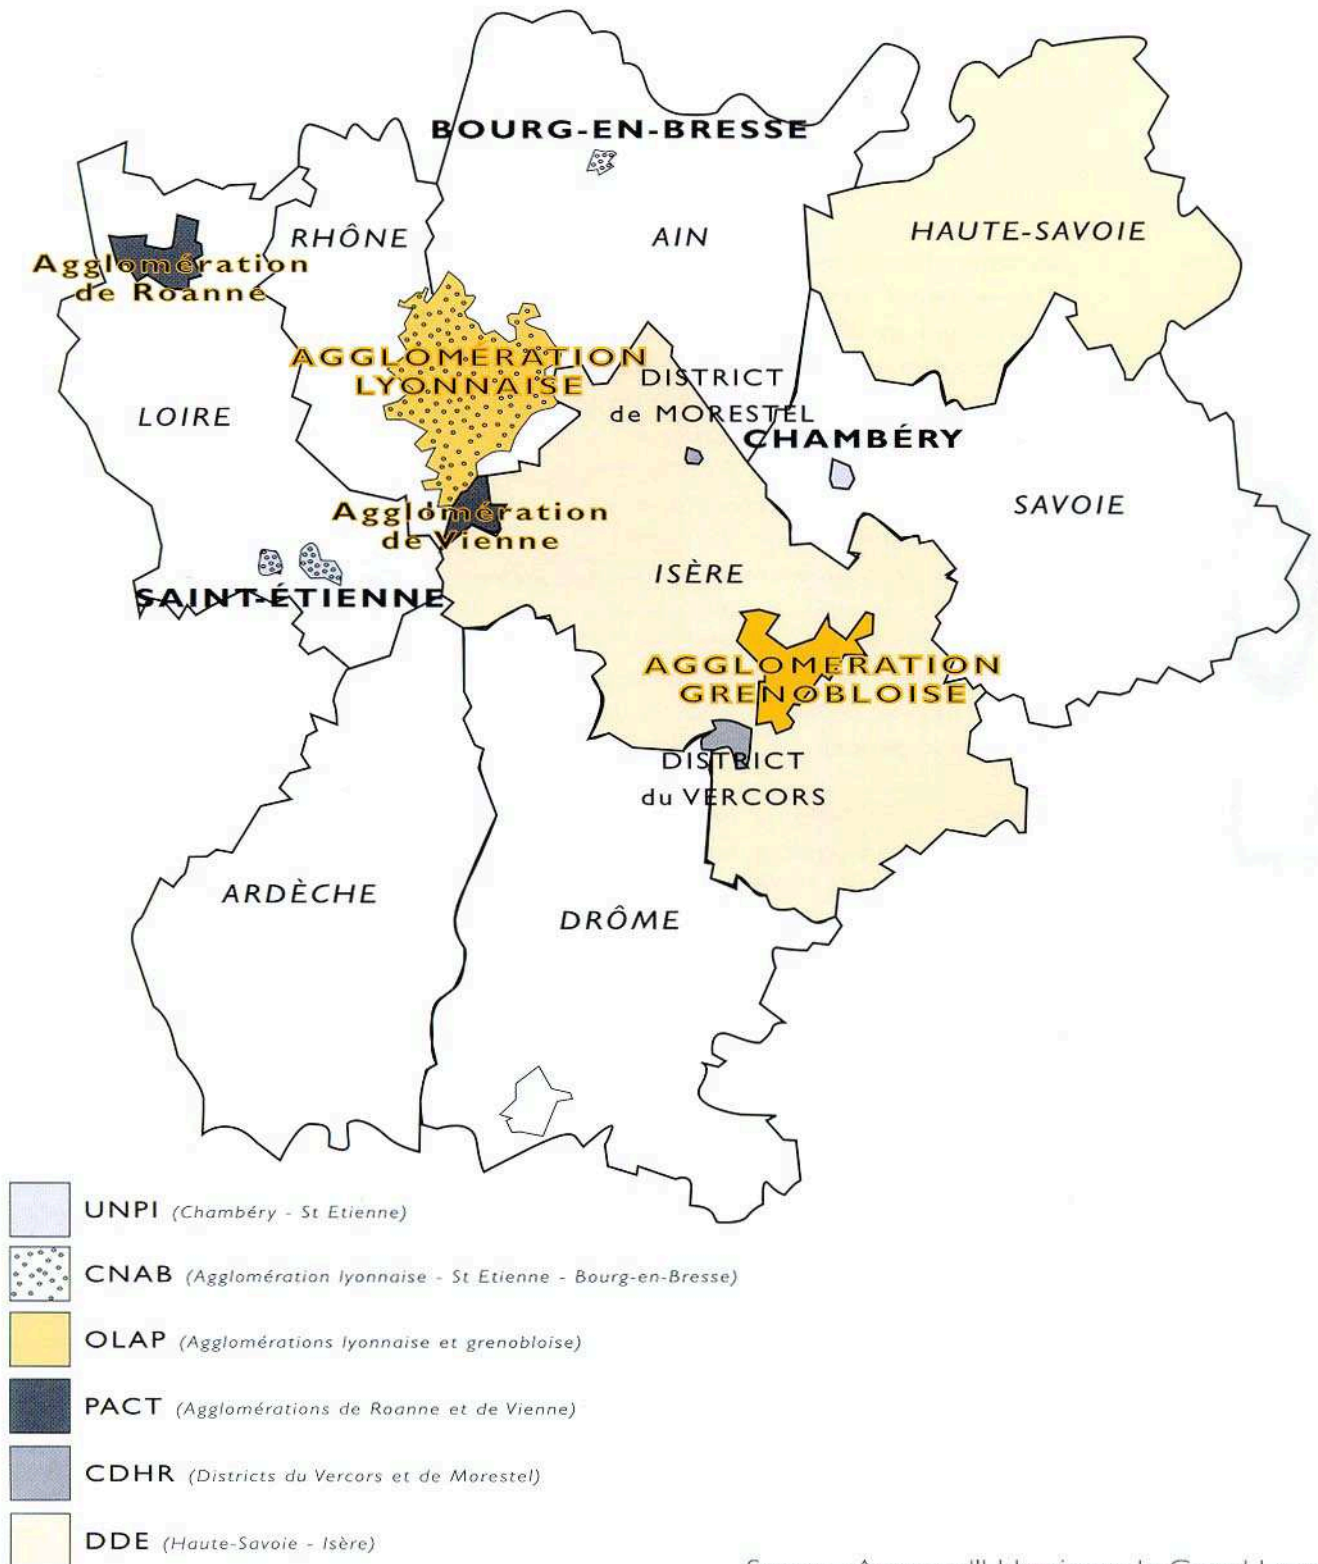 BOURG-EN-BRESSE
RHÔNE
AIN
HAUTE-SAVOIE
Agglomération
de Roanne
AGGLOMÉRATION
LYONNAISE
DISTRICT
de MORESTEL
LOIRE
CHAMBÉRY
SAVOIE
Agglomération
de Vienne
ISÈRE
SAINT-ÉTIENNE
AGGLOMERATION
GRENOBLOISE
DISTRICT
du VERCORS
ARDÈCHE
DRÔME
UNPI (Chambéry - St Etienne)
CNAB (Agglomération lyonnaise - St Etienne - Bourg-en-Bresse)
OLAP (Agglomérations lyonnaise et grenobloise)
PACT (Agglomérations de Roanne et de Vienne)
CDHR (Districts du Vercors et de Morestel)
DDE (Haute-Savoie - Isère)